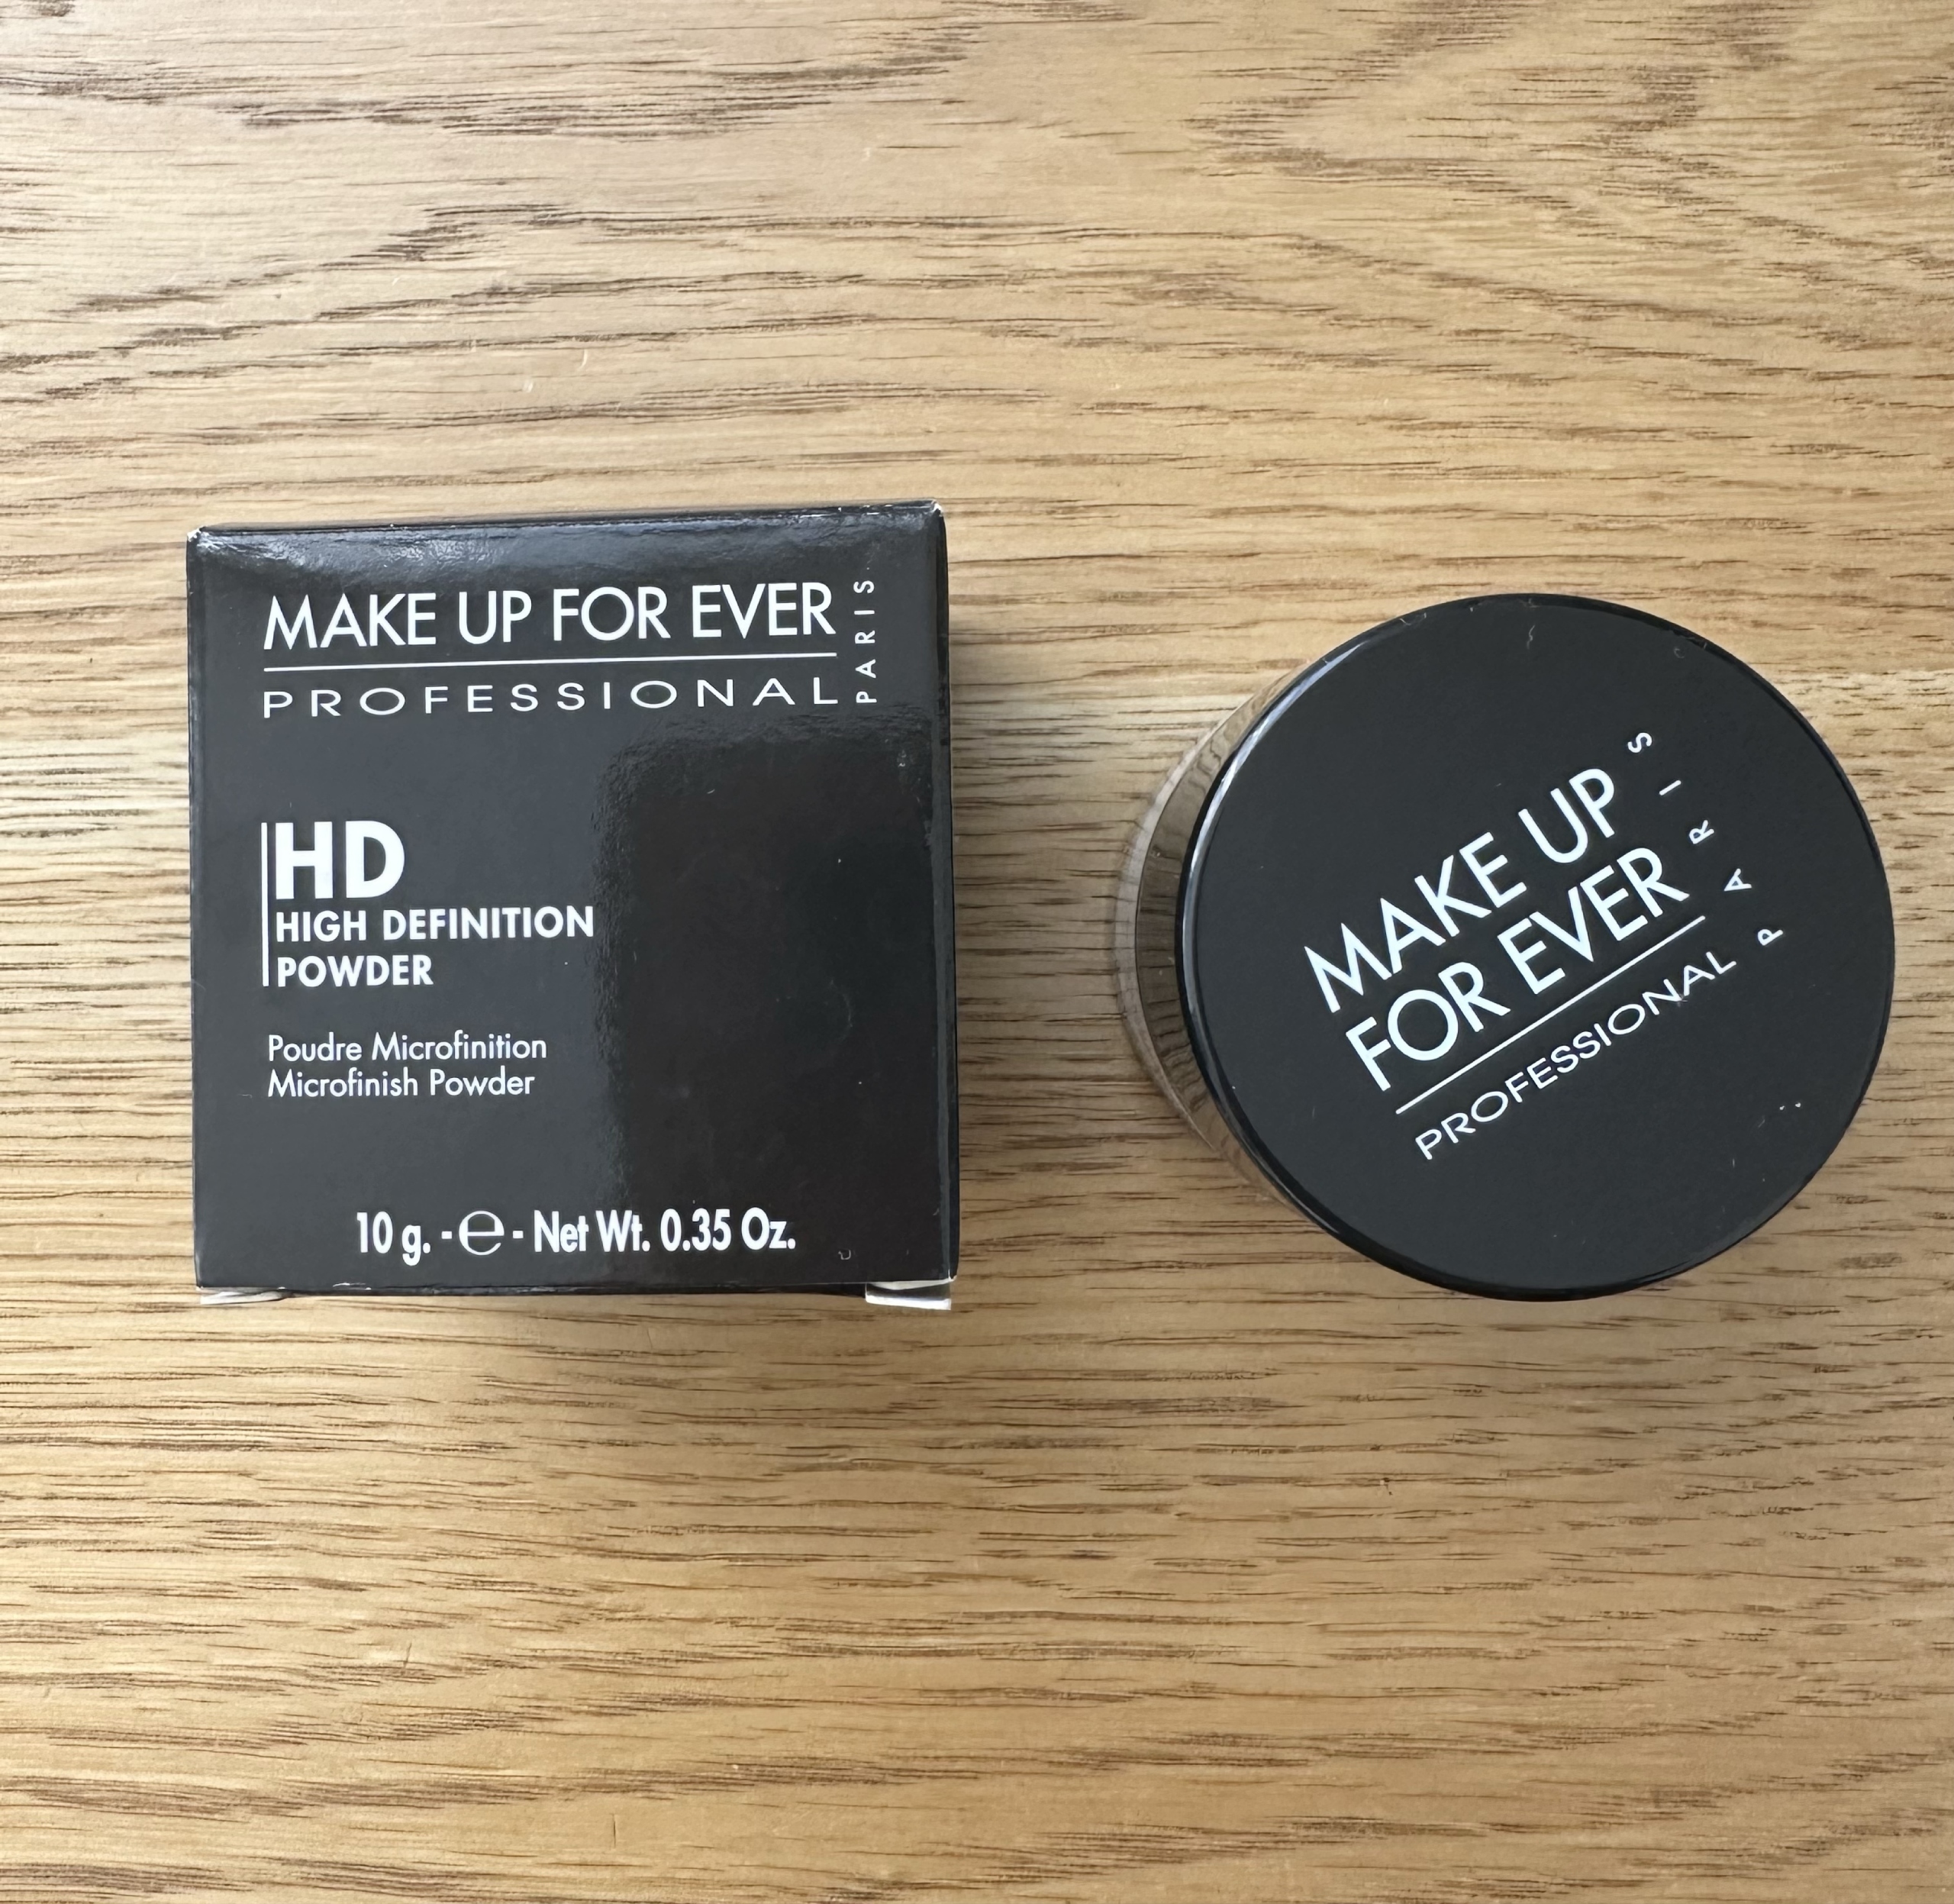 MAKE UP FOR EVER
PROFESSIONAL
PARIS
HD
HIGH DEFINITION
POWDER
Poudre Microfinition
Microfinish Powder
10 g. - e - Net Wt. 0.35 Oz.
MAKE UP
FOR EVER
PROFESSIONAL
PARIS